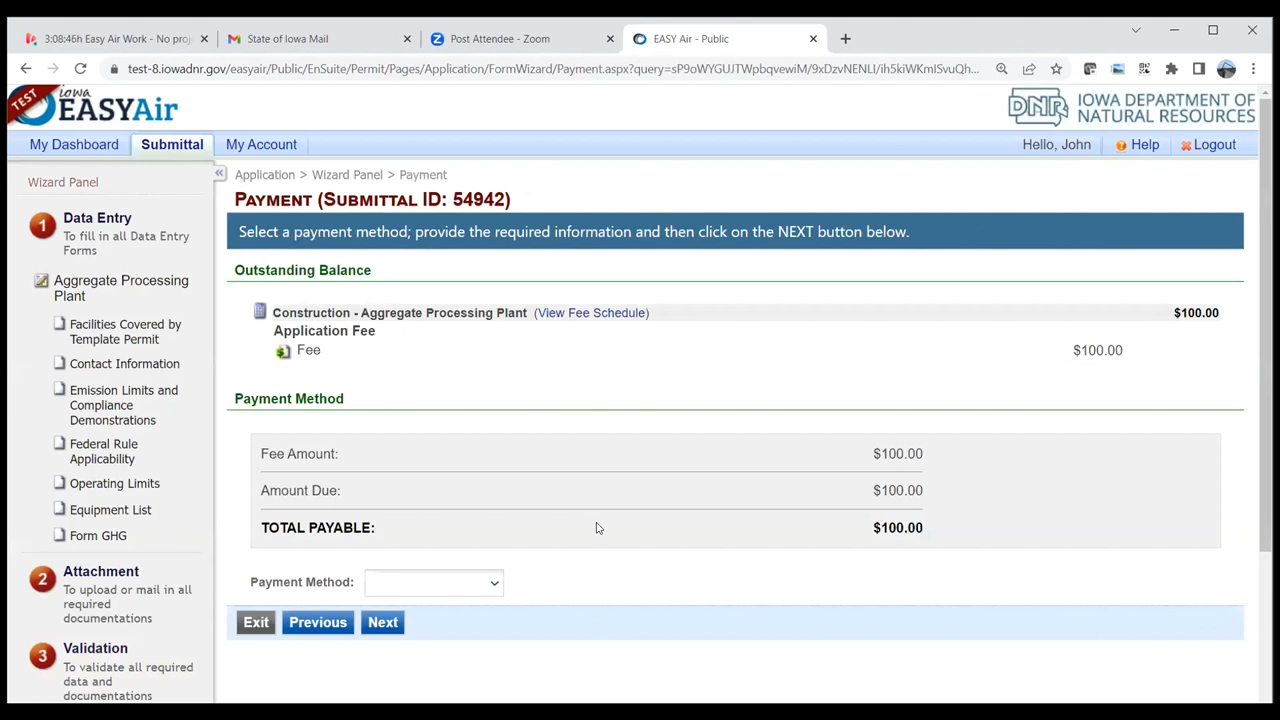 3:08:46h Easy Air Work - No proj
State of Iowa Mail
Post Attendee - Zoom
EASY Air - Public
test-8.iowadnr.gov/easyair/Public/EnSuite/Permit/Pages/Application/FormWizard/Payment.aspx?query=sP9oWYGUJTWpbqvewiM/9xDzvNENLI/ih5kiWKmISvuQh...
TEST
iowa
EASYAir
DNR
IOWA DEPARTMENT OF
NATURAL RESOURCES
My Dashboard
Submittal
My Account
Hello, John
Help
Logout
Wizard Panel
1
Data Entry
To fill in all Data Entry
Forms
Aggregate Processing
Plant
Facilities Covered by
Template Permit
Contact Information
Emission Limits and
Compliance
Demonstrations
Federal Rule
Applicability
Operating Limits
Equipment List
Form GHG
2
Attachment
To upload or mail in all
required
documentations
3
Validation
To validate all required
data and
documentations
Application > Wizard Panel > Payment
PAYMENT (SUBMITTAL ID: 54942)
Select a payment method; provide the required information and then click on the NEXT button below.
Outstanding Balance
Construction - Aggregate Processing Plant (View Fee Schedule) $100.00
Application Fee
Fee $100.00
Payment Method
Fee Amount: $100.00
Amount Due: $100.00
TOTAL PAYABLE: $100.00
Payment Method:
Exit
Previous
Next